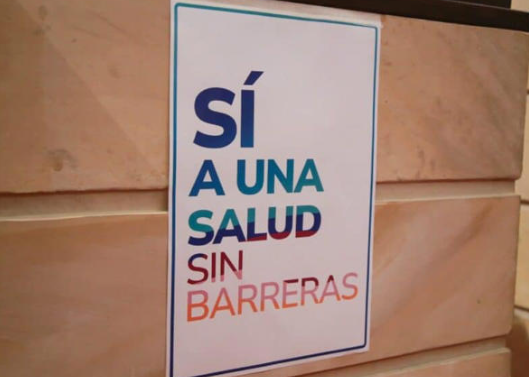 SÍ
A UNA
SALUD
SIN
BARRERAS